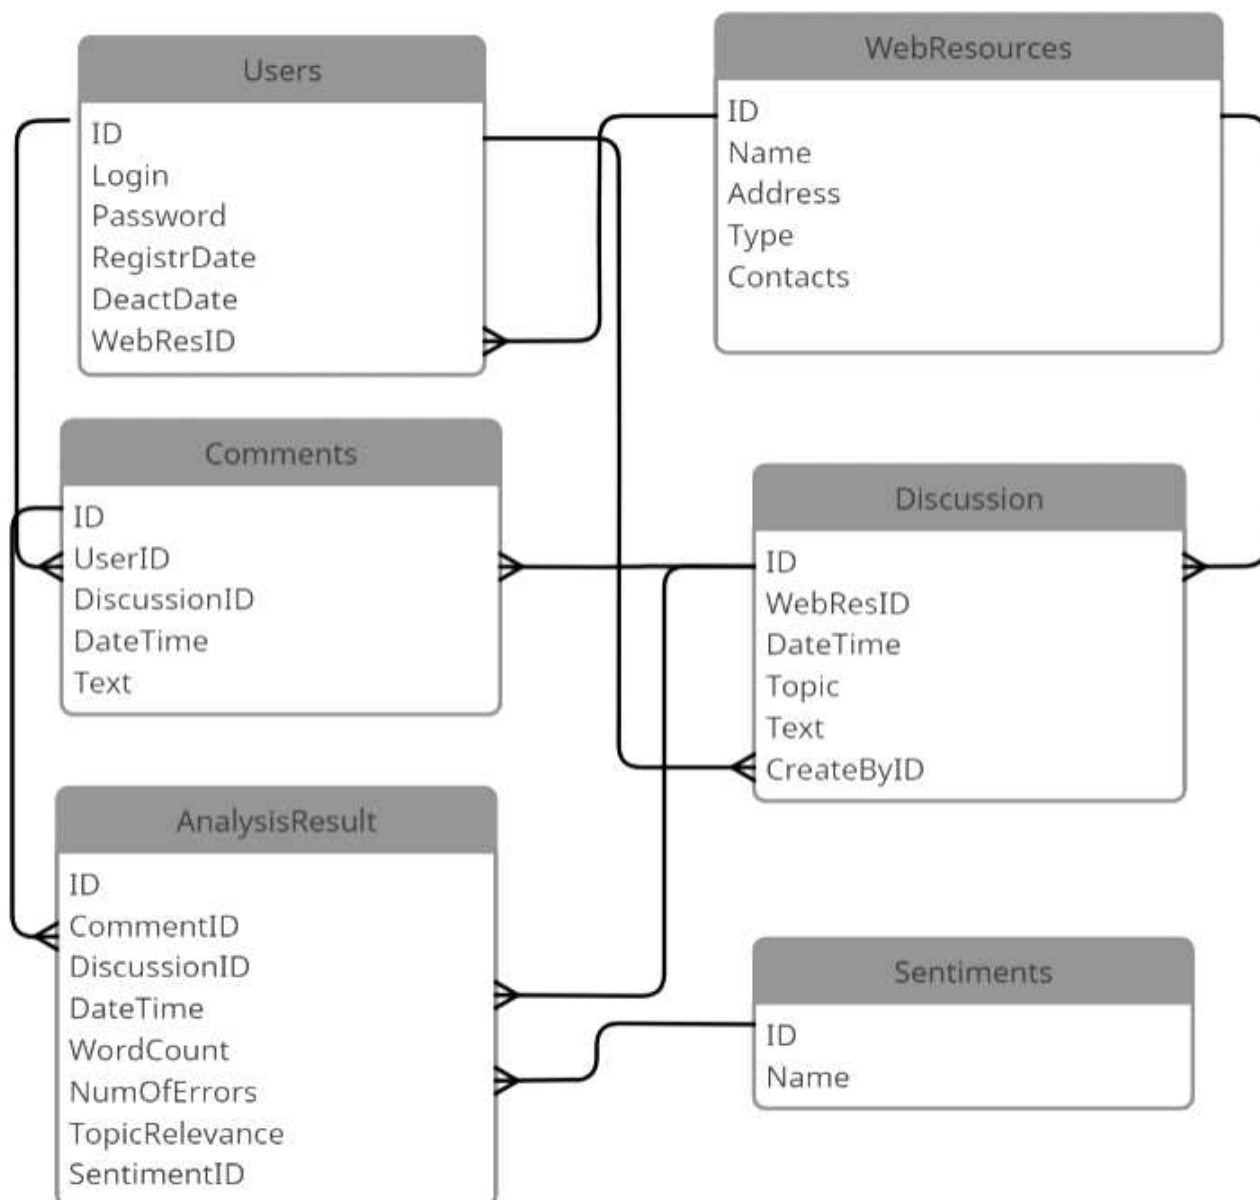 Users
ID
Login
Password
RegistrDate
DeactDate
WebResID
WebResources
ID
Name
Address
Type
Contacts
Comments
ID
UserID
DiscussionID
DateTime
Text
Discussion
ID
WebResID
DateTime
Topic
Text
CreateByID
AnalysisResult
ID
CommentID
DiscussionID
DateTime
WordCount
NumOfErrors
TopicRelevance
SentimentID
Sentiments
ID
Name